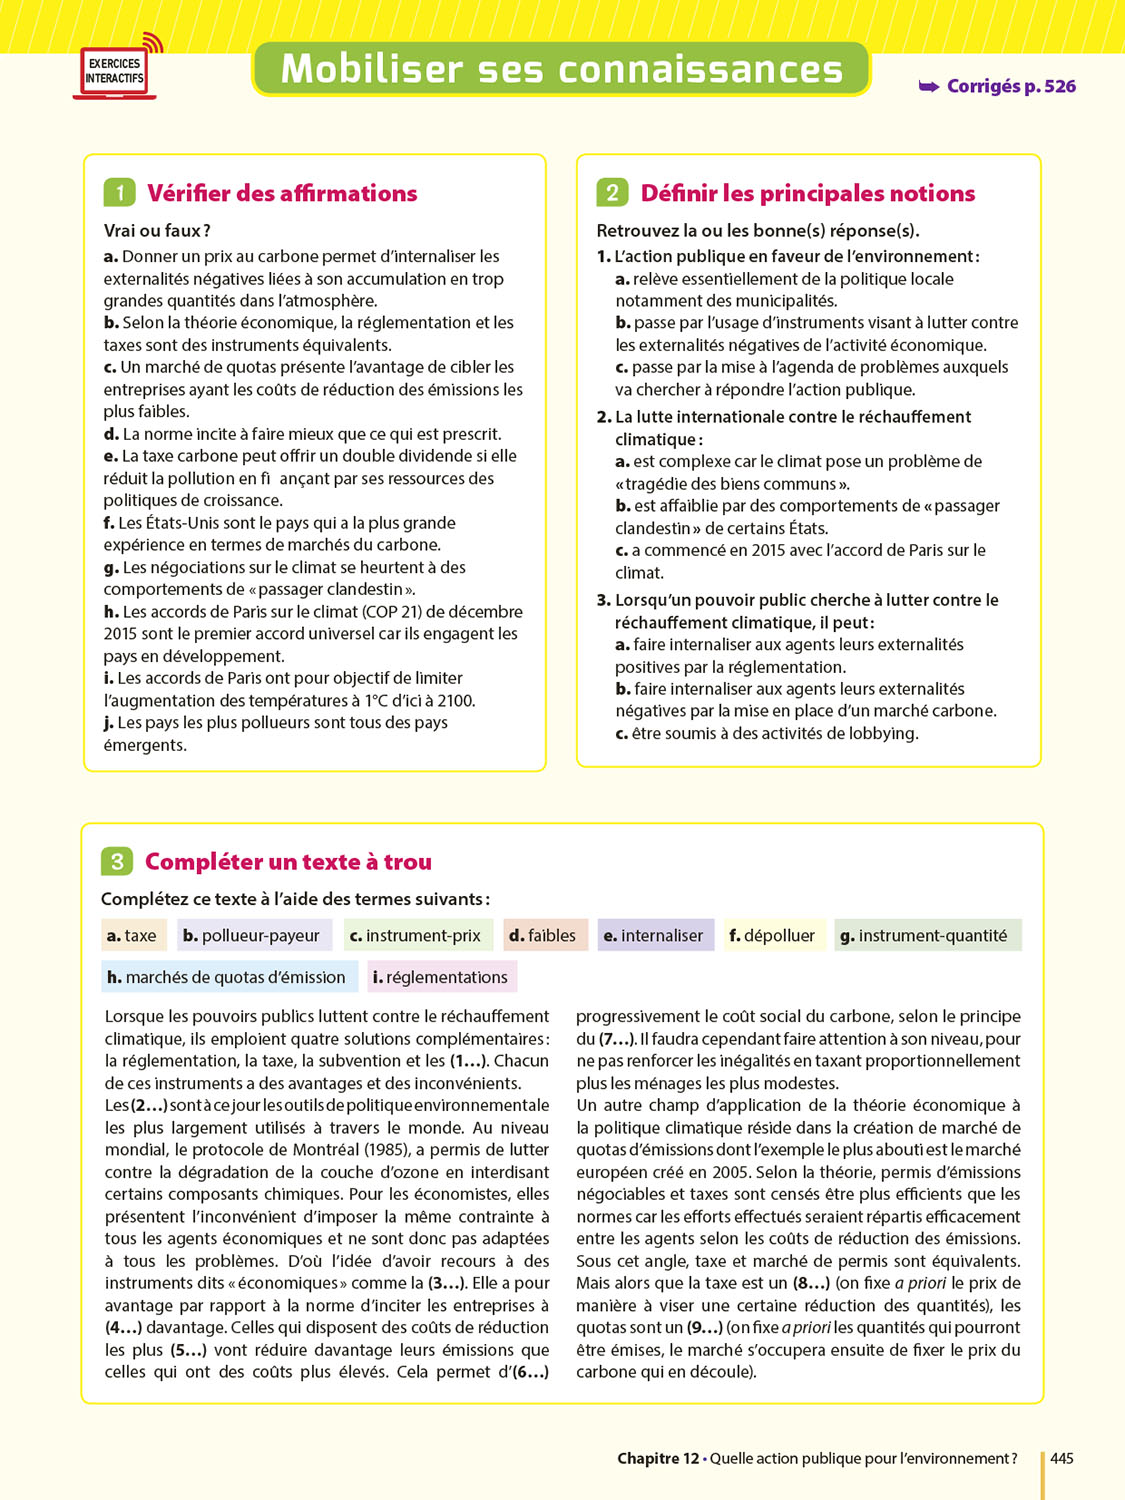 EXERCICES
INTERACTIFS
Mobiliser ses connaissances
➥ Corrigés p. 526
1 Vérifier des affirmations
Vrai ou faux ?
a. Donner un prix au carbone permet d’internaliser les
externalités négatives liées à son accumulation en trop
grandes quantités dans l’atmosphère.
b. Selon la théorie économique, la réglementation et les
taxes sont des instruments équivalents.
c. Un marché de quotas présente l’avantage de cibler les
entreprises ayant les coûts de réduction des émissions les
plus faibles.
d. La norme incite à faire mieux que ce qui est prescrit.
e. La taxe carbone peut offrir un double dividende si elle
réduit la pollution en fi ançant par ses ressources des
politiques de croissance.
f. Les États-Unis sont le pays qui a la plus grande
expérience en termes de marchés du carbone.
g. Les négociations sur le climat se heurtent à des
comportements de « passager clandestin ».
h. Les accords de Paris sur le climat (COP 21) de décembre
2015 sont le premier accord universel car ils engagent les
pays en développement.
i. Les accords de Paris ont pour objectif de limiter
l’augmentation des températures à 1°C d’ici à 2100.
j. Les pays les plus pollueurs sont tous des pays
émergents.
2 Définir les principales notions
Retrouvez la ou les bonne(s) réponse(s).
1. L’action publique en faveur de l’environnement :
a. relève essentiellement de la politique locale
notamment des municipalités.
b. passe par l’usage d’instruments visant à lutter contre
les externalités négatives de l’activité économique.
c. passe par la mise à l’agenda de problèmes auxquels
va chercher à répondre l’action publique.
2. La lutte internationale contre le réchauffement
climatique :
a. est complexe car le climat pose un problème de
« tragédie des biens communs ».
b. est affaiblie par des comportements de « passager
clandestin » de certains États.
c. a commencé en 2015 avec l’accord de Paris sur le
climat.
3. Lorsqu’un pouvoir public cherche à lutter contre le
réchauffement climatique, il peut :
a. faire internaliser aux agents leurs externalités
positives par la réglementation.
b. faire internaliser aux agents leurs externalités
négatives par la mise en place d’un marché carbone.
c. être soumis à des activités de lobbying.
3 Compléter un texte à trou
Complétez ce texte à l’aide des termes suivants :
a. taxe b. pollueur-payeur c. instrument-prix d. faibles e. internaliser f. dépolluer g. instrument-quantité
h. marchés de quotas d’émission i. réglementations
Lorsque les pouvoirs publics luttent contre le réchauffement
climatique, ils emploient quatre solutions complémentaires :
la réglementation, la taxe, la subvention et les (1…). Chacun
de ces instruments a des avantages et des inconvénients.
Les (2…) sont à ce jour les outils de politique environnementale
les plus largement utilisés à travers le monde. Au niveau
mondial, le protocole de Montréal (1985), a permis de lutter
contre la dégradation de la couche d’ozone en interdisant
certains composants chimiques. Pour les économistes, elles
présentent l’inconvénient d’imposer la même contrainte à
tous les agents économiques et ne sont donc pas adaptées
à tous les problèmes. D’où l’idée d’avoir recours à des
instruments dits « économiques » comme la (3…). Elle a pour
avantage par rapport à la norme d’inciter les entreprises à
(4…) davantage. Celles qui disposent des coûts de réduction
les plus (5…) vont réduire davantage leurs émissions que
celles qui ont des coûts plus élevés. Cela permet d’(6…)
progressivement le coût social du carbone, selon le principe
du (7…). Il faudra cependant faire attention à son niveau, pour
ne pas renforcer les inégalités en taxant proportionnellement
plus les ménages les plus modestes.
Un autre champ d’application de la théorie économique à
la politique climatique réside dans la création de marché de
quotas d’émissions dont l’exemple le plus abouti est le marché
européen créé en 2005. Selon la théorie, permis d’émissions
négociables et taxes sont censés être plus efficients que les
normes car les efforts effectués seraient répartis efficacement
entre les agents selon les coûts de réduction des émissions.
Sous cet angle, taxe et marché de permis sont équivalents.
Mais alors que la taxe est un (8…) (on fixe a priori le prix de
manière à viser une certaine réduction des quantités), les
quotas sont un (9…) (on fixe a priori les quantités qui pourront
être émises, le marché s’occupera ensuite de fixer le prix du
carbone qui en découle).
Chapitre 12 • Quelle action publique pour l’environnement ? 445